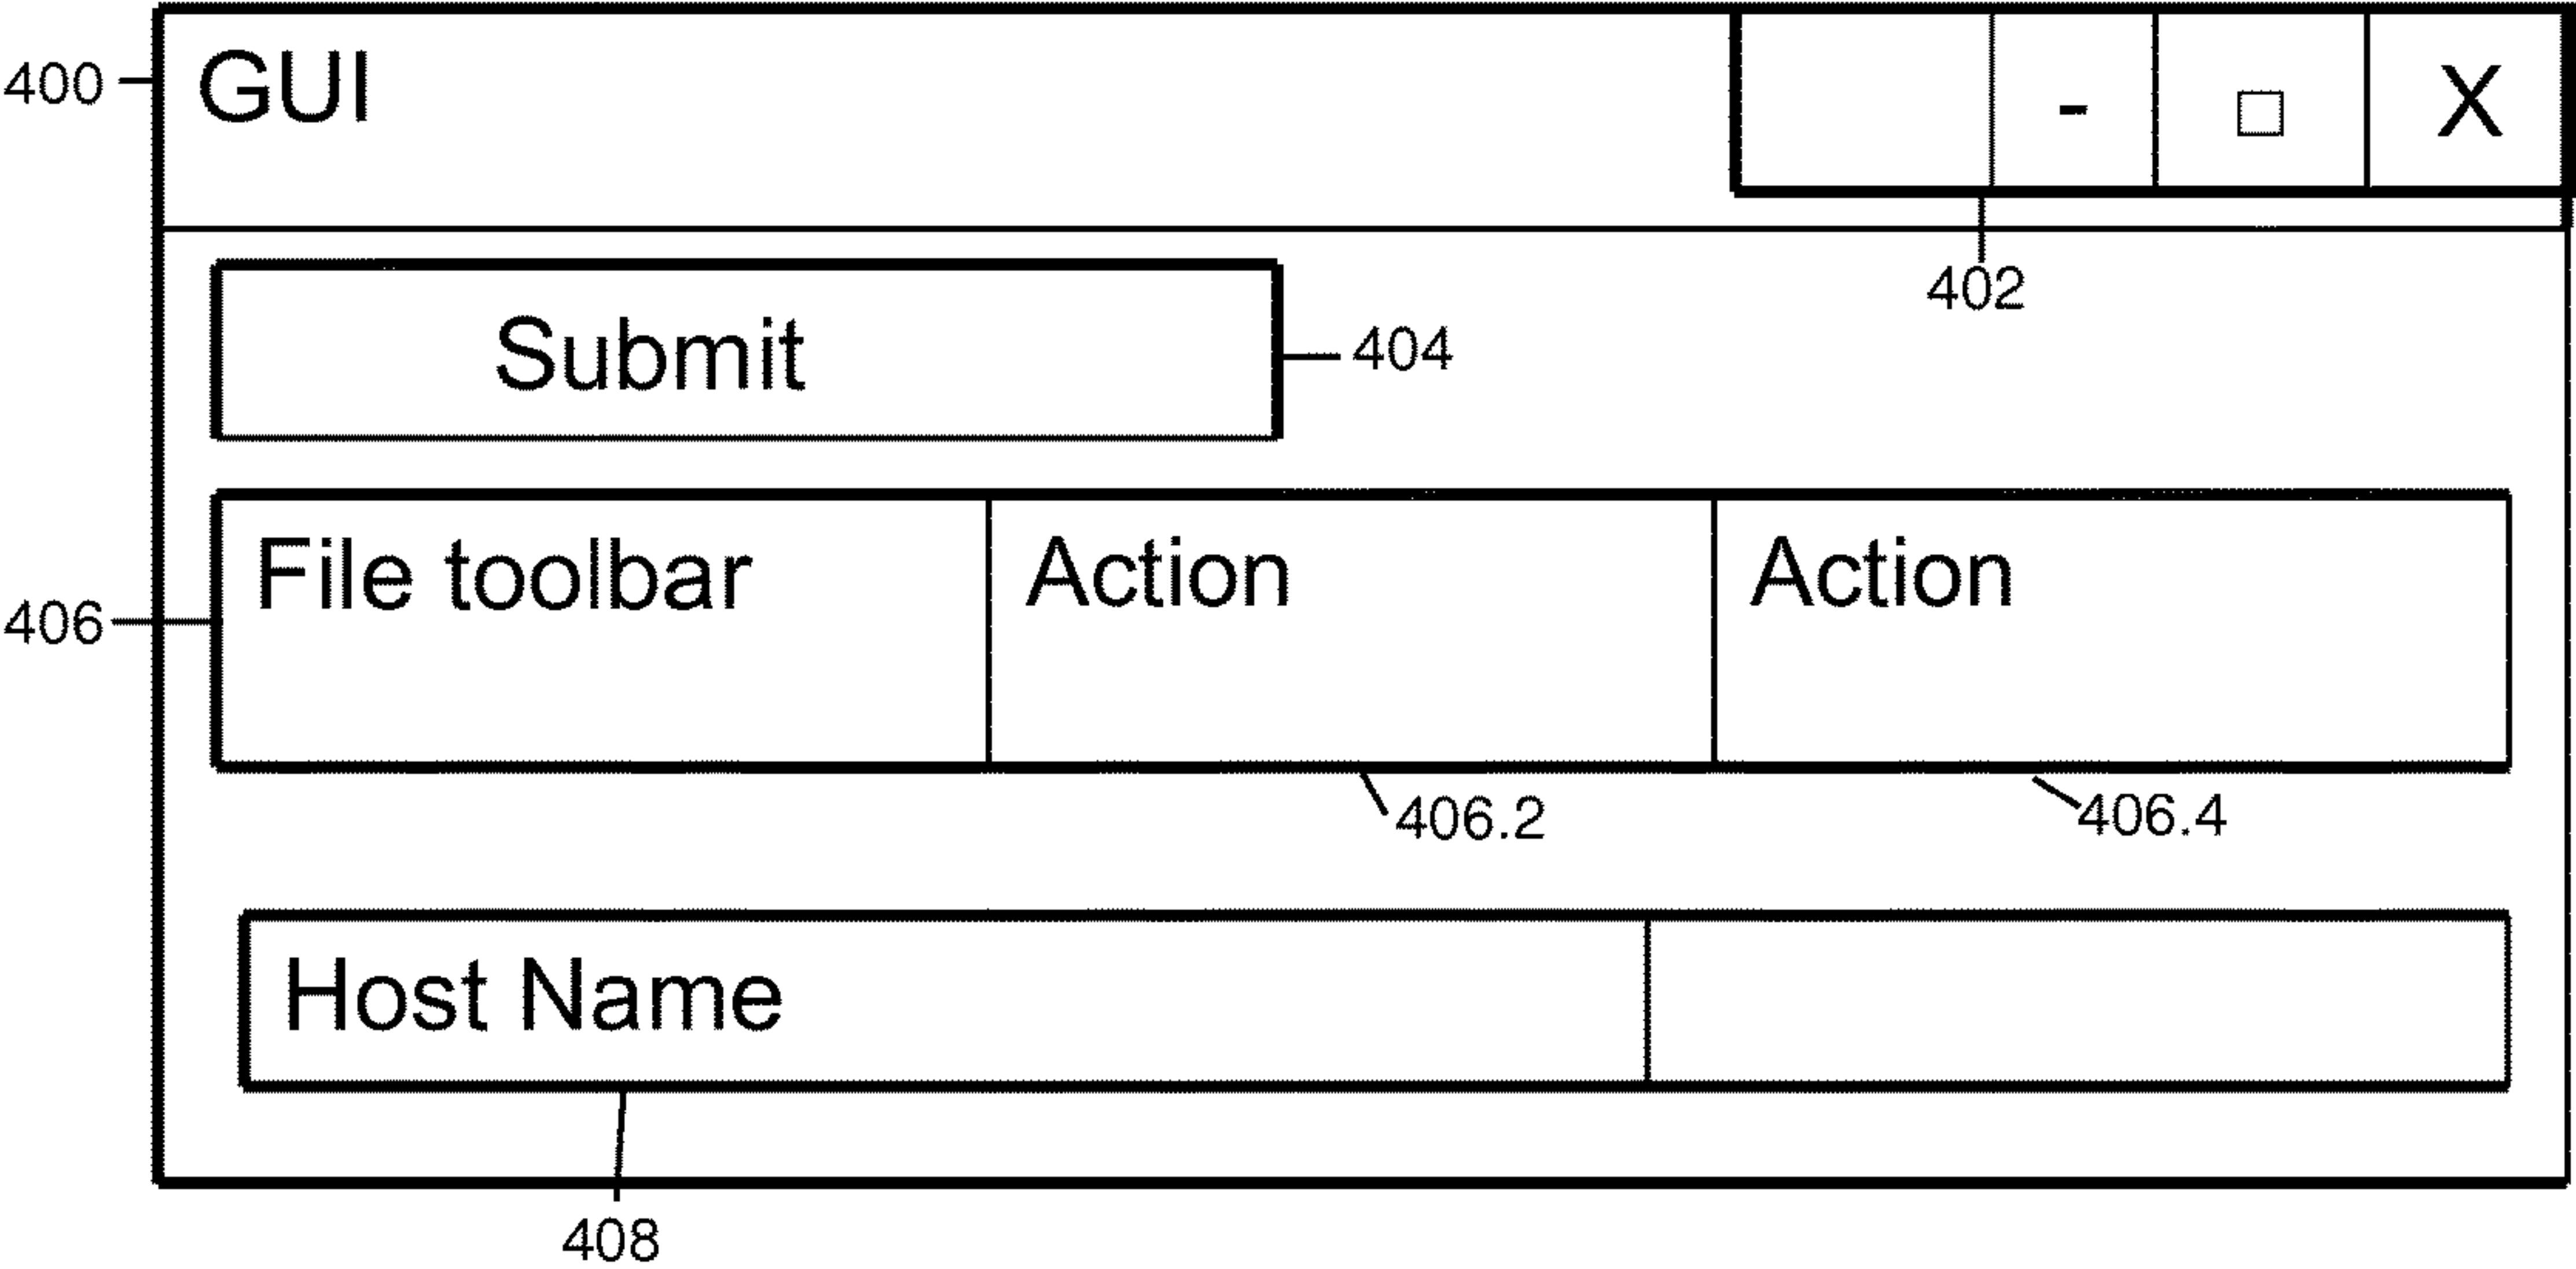 400 GUI - □ X
402
Submit 404
File toolbar Action Action
406
406.2 406.4
Host Name
408